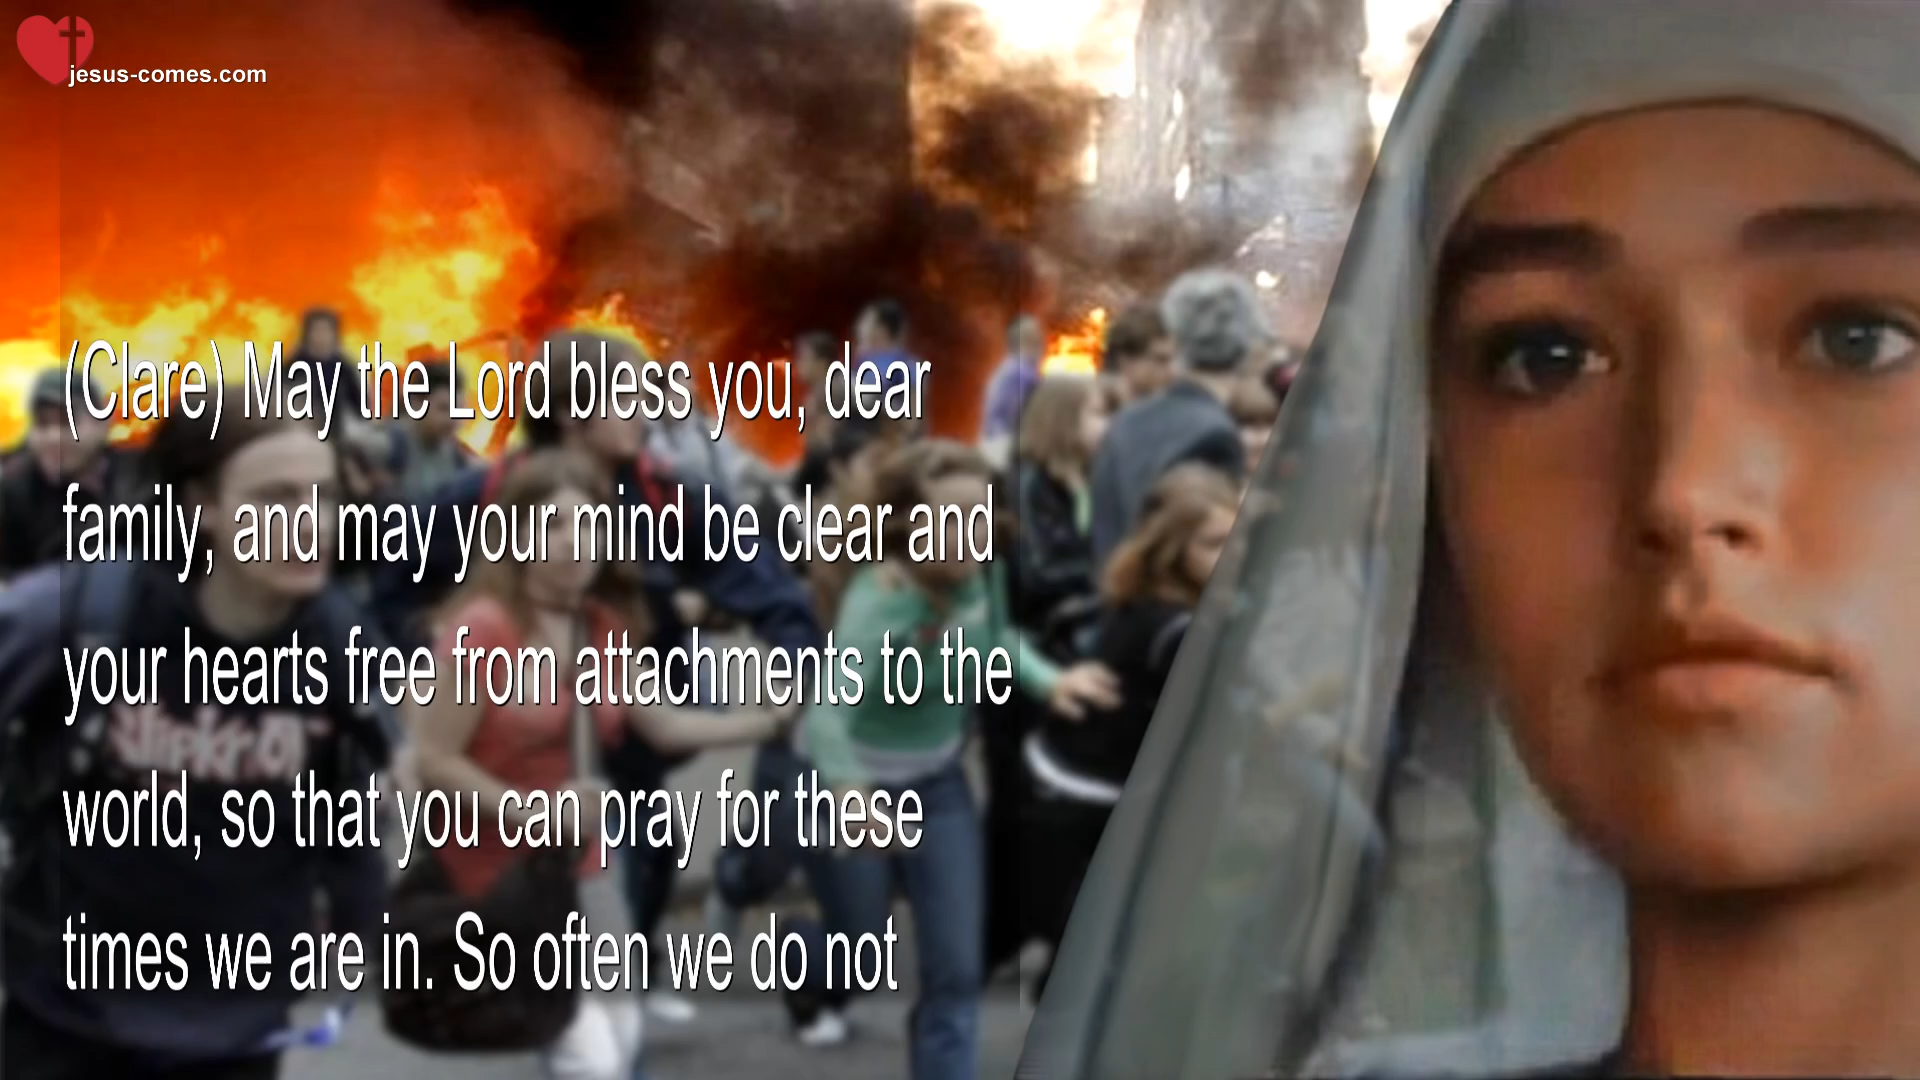 jesus-comes.com
(Clare) May the Lord bless you, dear
family, and may your mind be clear and
your hearts free from attachments to the
world, so that you can pray for these
times we are in. So often we do not
slipknot